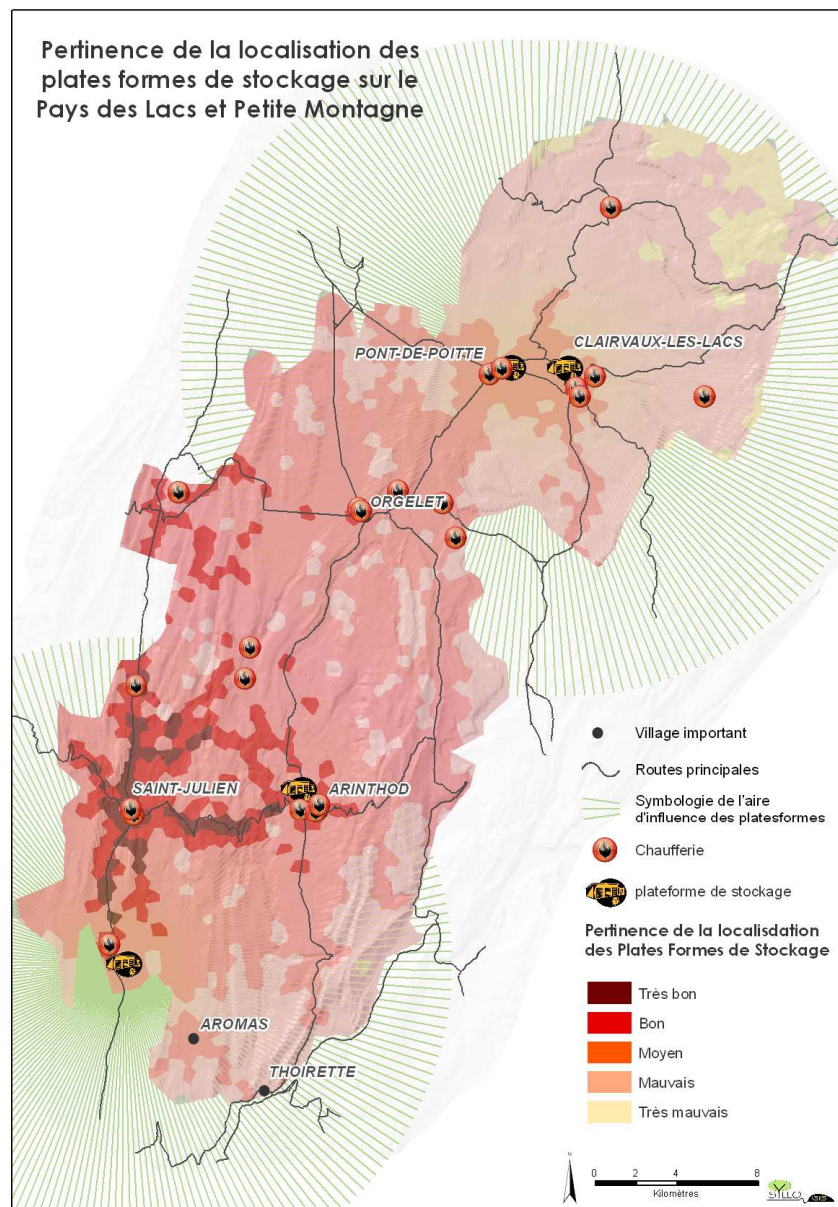 Pertinence de la localisation des
plates formes de stockage sur le
Pays des Lacs et Petite Montagne
PONT-DE-POITTE
CLAIRVAUX-LES-LACS
ORGELET
SAINT-JULIEN
ARINTHOD
AROMAS
THOIRETTE
Village important
Routes principales
Symbologie de l'aire
d'influence des platesformes
Chaufferie
plateforme de stockage
Pertinence de la localisdation
des Plates Formes de Stockage
Très bon
Bon
Moyen
Mauvais
Très mauvais
0 2 4 8
Kilomètres
SYLLO GIS